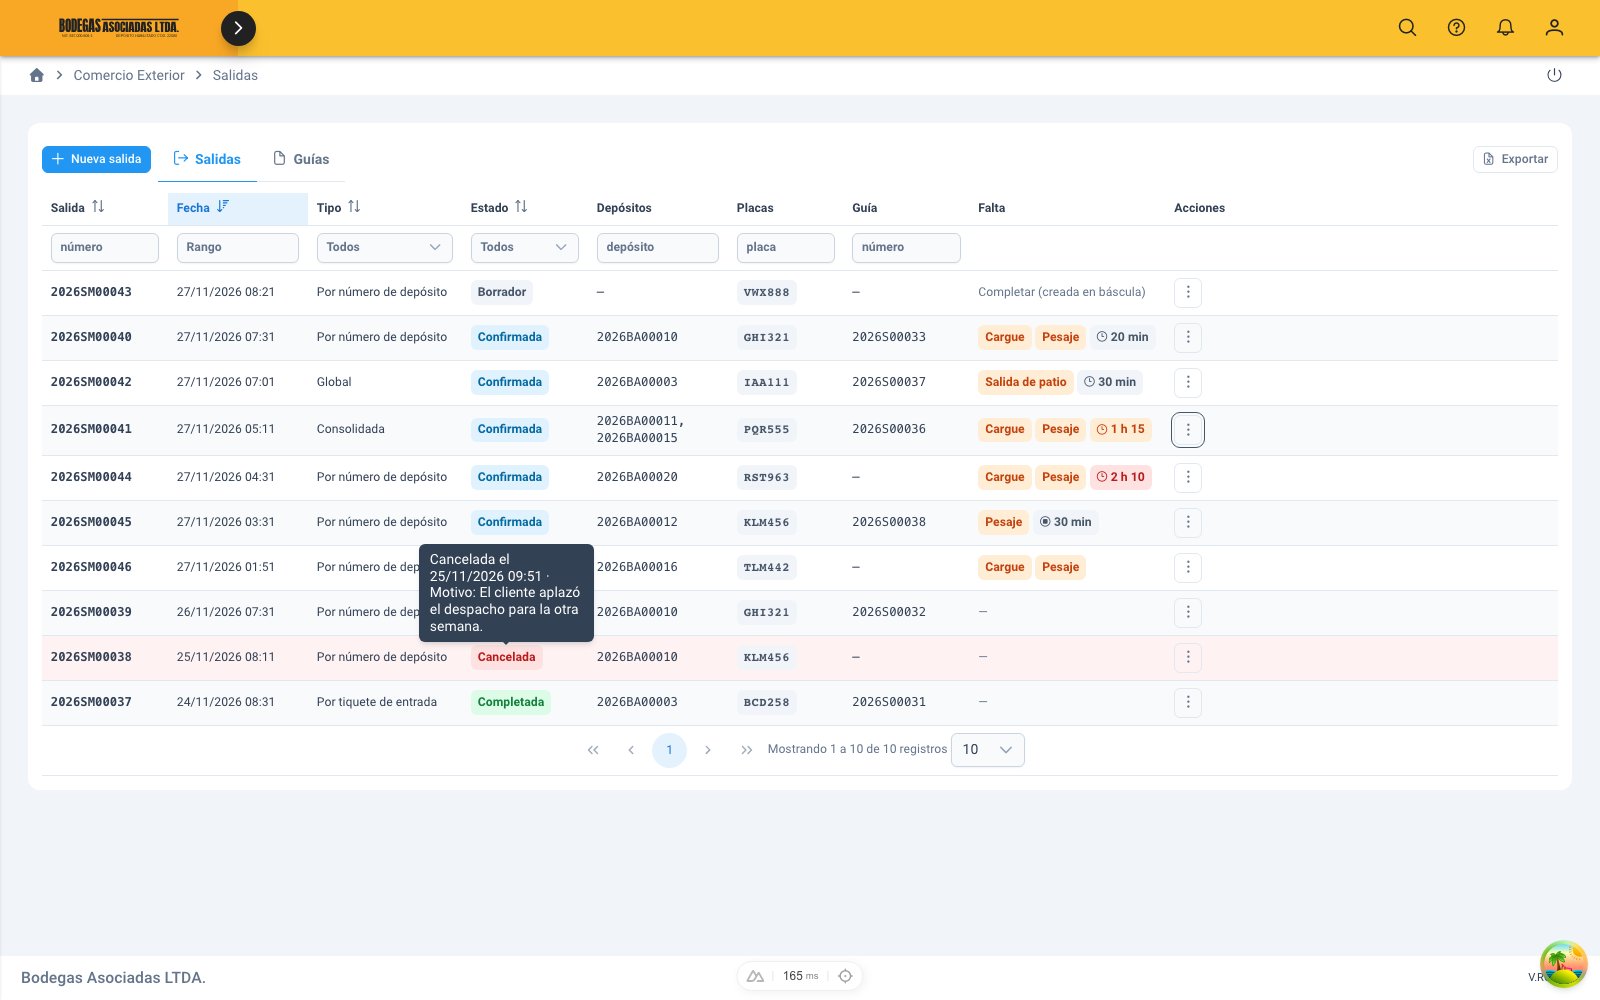 BODEGAS ASOCIADAS LTDA.
Comercio Exterior
Salidas
Nueva salida
Salidas
Guías
Exportar
Salida Fecha Tipo Estado Depósitos Placas Guía Falta Acciones
número Rango Todos Todos depósito placa número
2026SM00043 27/11/2026 08:21 Por número de depósito Borrador – VWX888 – Completar (creada en báscula)
2026SM00040 27/11/2026 07:31 Por número de depósito Confirmada 2026BA00010 GHI321 2026S00033 Cargue Pesaje 20 min
2026SM00042 27/11/2026 07:01 Global Confirmada 2026BA00003 IAA111 2026S00037 Salida de patio 30 min
2026SM00041 27/11/2026 05:11 Consolidada Confirmada 2026BA00011, PQR555 2026S00036 Cargue Pesaje 1 h 15
2026BA00015
2026SM00044 27/11/2026 04:31 Por número de depósito Confirmada 2026BA00020 RST963 – Cargue Pesaje 2 h 10
2026SM00045 27/11/2026 03:31 Por número de depósito Confirmada 2026BA00012 KLM456 2026S00038 Pesaje 30 min
2026SM00046 27/11/2026 01:51 Por número de dep 2026BA00016 TLM442 – Cargue Pesaje
Cancelada el
25/11/2026 09:51 ·
Motivo: El cliente aplazó
el despacho para la otra
semana.
2026SM00039 26/11/2026 07:31 Por número de dep 2026BA00010 GHI321 2026S00032 –
2026SM00038 25/11/2026 08:11 Por número de depósito Cancelada 2026BA00010 KLM456 – –
2026SM00037 24/11/2026 08:31 Por tiquete de entrada Completada 2026BA00003 BCD258 2026S00031 –
1 Mostrando 1 a 10 de 10 registros 10
Bodegas Asociadas LTDA.
165 ms